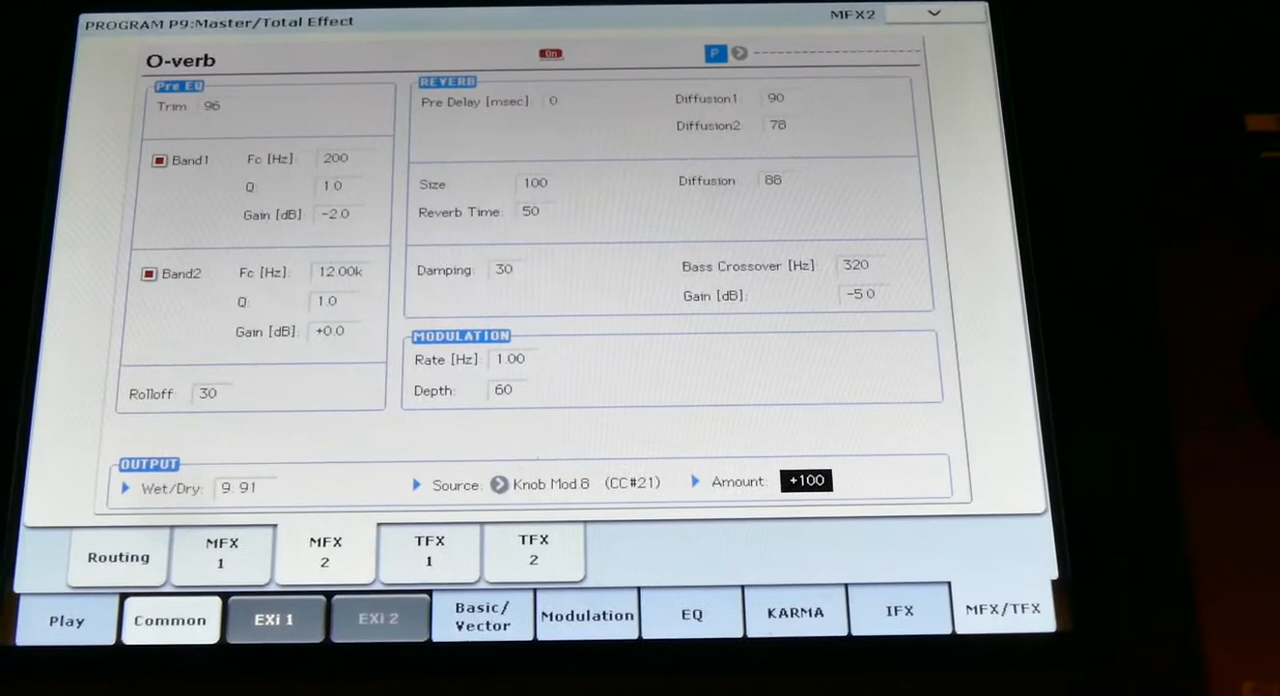 PROGRAM P9:Master/Total Effect
MFX2
O-verb
On
P
Pre EQ
Trim: 96
Band1 Fc [Hz]: 200
Q: 1.0
Gain [dB] -2.0
Band2 Fc [Hz]: 12.00k
Q: 1.0
Gain [dB]: +0.0
Rolloff: 30
REVERB
Pre Delay [msec]: 0 Diffusion1: 90
Diffusion2: 78
Size: 100 Diffusion: 88
Reverb Time: 50
Damping: 30 Bass Crossover [Hz]: 320
Gain [dB]: -5.0
MODULATION
Rate [Hz]: 1.00
Depth: 60
OUTPUT
Wet/Dry: 9:91 Source: Knob Mod 8 (CC#21) Amount: +100
Routing
MFX
1
MFX
2
TFX
1
TFX
2
Play
Common
EXi 1
EXi 2
Basic/
Vector
Modulation
EQ
KARMA
IFX
MFX/TFX